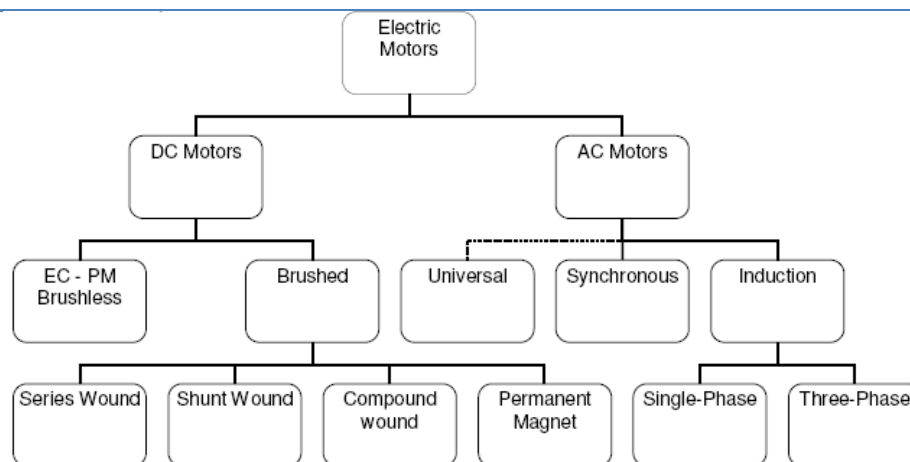 Electric
Motors
DC Motors
AC Motors
EC - PM
Brushless
Brushed
Universal
Synchronous
Induction
Series Wound
Shunt Wound
Compound
wound
Permanent
Magnet
Single-Phase
Three-Phase